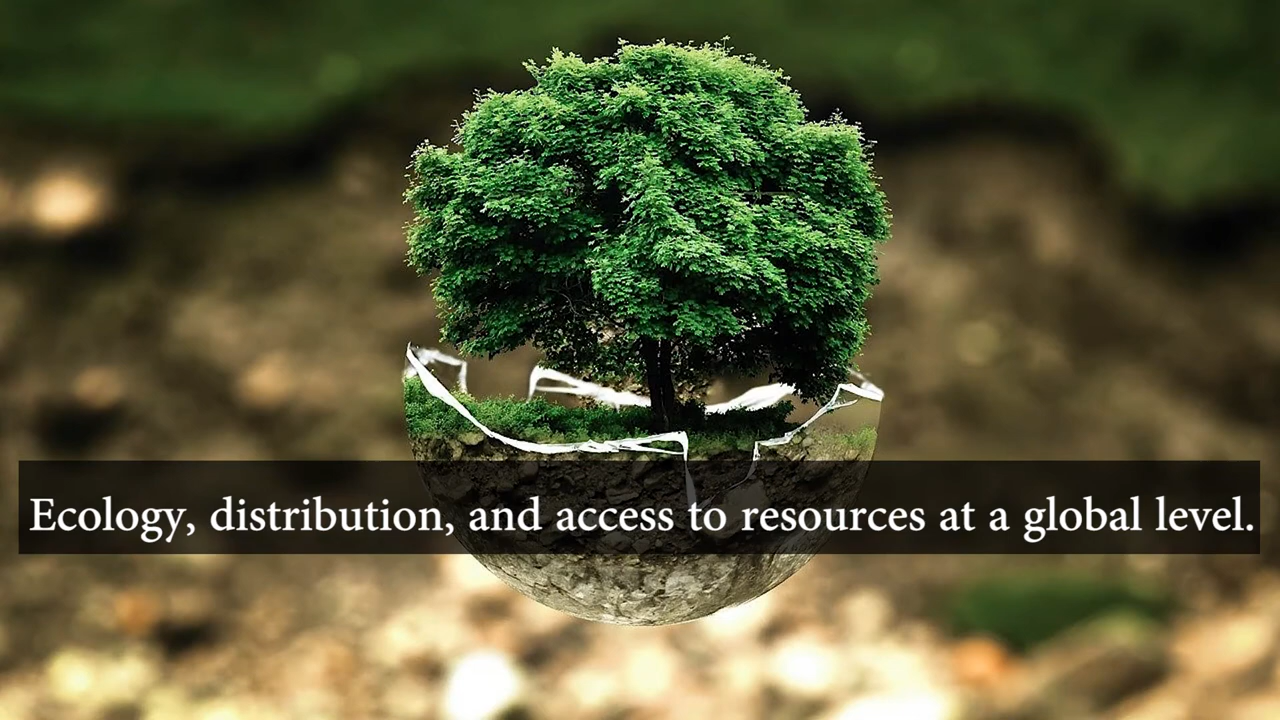 Ecology, distribution, and access to resources at a global level.